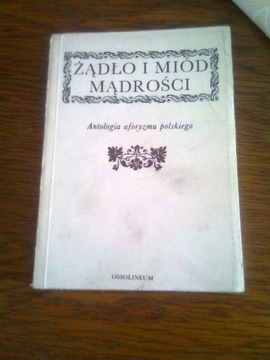 ŻĄDŁO I MIÓD
MĄDROŚCI
Antologia aforyzmu polskiego
OSSOLINEUM